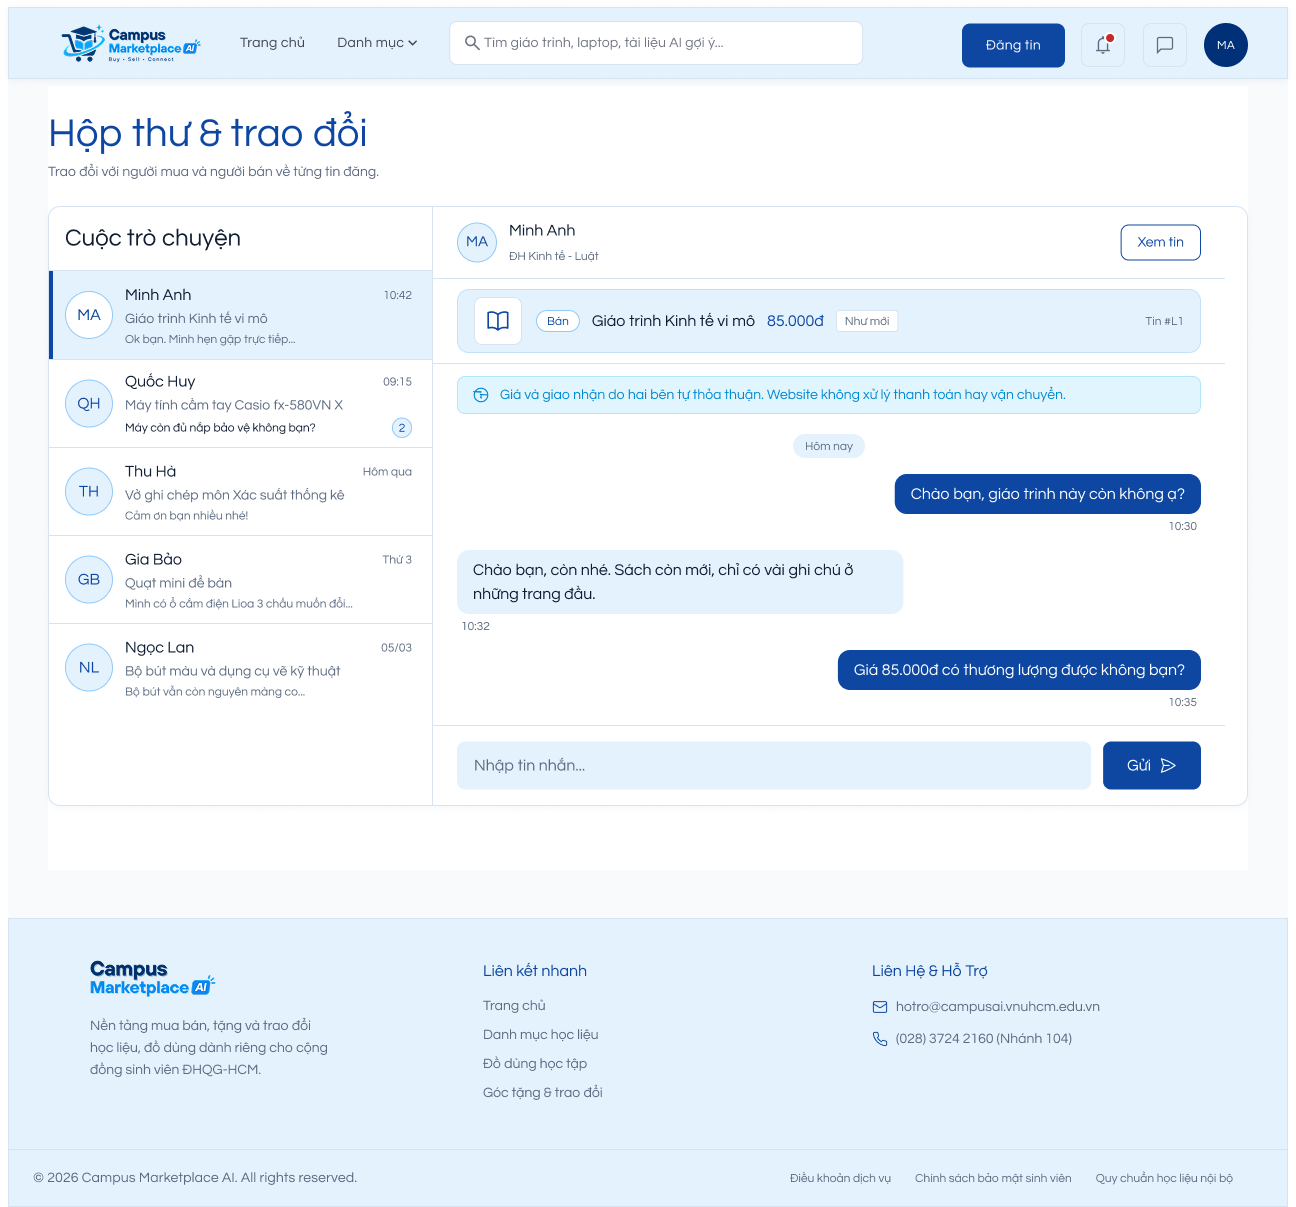 Campus
Marketplace AI
Buy • Sell • Connect
Trang chủ
Danh mục
Tìm giáo trình, laptop, tài liệu AI gợi ý...
Đăng tin
MA
Hộp thư & trao đổi
Trao đổi với người mua và người bán về từng tin đăng.
Cuộc trò chuyện
MA
Minh Anh
10:42
Giáo trình Kinh tế vi mô
Ok bạn. Mình hẹn gặp trực tiếp...
QH
Quốc Huy
09:15
Máy tính cầm tay Casio fx-580VN X
Máy còn đủ nắp bảo vệ không bạn?
2
TH
Thu Hà
Hôm qua
Vở ghi chép môn Xác suất thống kê
Cảm ơn bạn nhiều nhé!
GB
Gia Bảo
Thứ 3
Quạt mini để bàn
Mình có ổ cắm điện Lioa 3 chấu muốn đổi...
NL
Ngọc Lan
05/03
Bộ bút màu và dụng cụ vẽ kỹ thuật
Bộ bút vẫn còn nguyên màng co...
MA
Minh Anh
ĐH Kinh tế - Luật
Xem tin
Bán
Giáo trình Kinh tế vi mô
85.000đ
Như mới
Tin #L1
Giá và giao nhận do hai bên tự thỏa thuận. Website không xử lý thanh toán hay vận chuyển.
Hôm nay
Chào bạn, giáo trình này còn không ạ?
10:30
Chào bạn, còn nhé. Sách còn mới, chỉ có vài ghi chú ở
những trang đầu.
10:32
Giá 85.000đ có thương lượng được không bạn?
10:35
Nhập tin nhắn...
Gửi
Campus
Marketplace AI
Nền tảng mua bán, tặng và trao đổi
học liệu, đồ dùng dành riêng cho cộng
đồng sinh viên ĐHQG-HCM.
Liên kết nhanh
Trang chủ
Danh mục học liệu
Đồ dùng học tập
Góc tặng & trao đổi
Liên Hệ & Hỗ Trợ
hotro@campusai.vnuhcm.edu.vn
(028) 3724 2160 (Nhánh 104)
© 2026 Campus Marketplace AI. All rights reserved.
Điều khoản dịch vụ
Chính sách bảo mật sinh viên
Quy chuẩn học liệu nội bộ